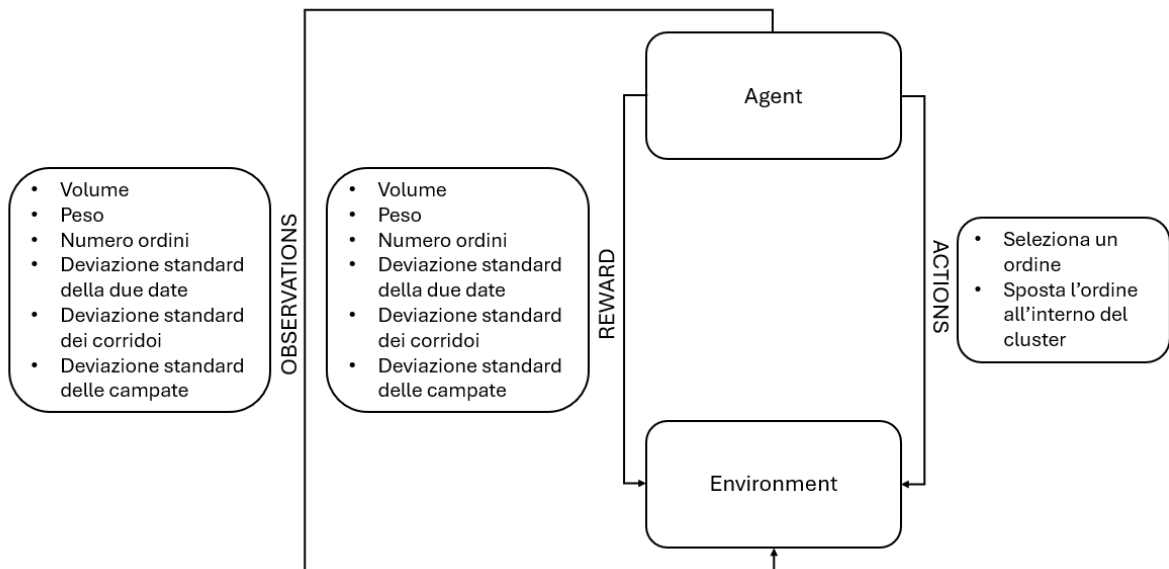 Agent
• Volume
• Peso
• Numero ordini
• Deviazione standard
della due date
• Deviazione standard
dei corridoi
• Deviazione standard
delle campate
OBSERVATIONS
• Volume
• Peso
• Numero ordini
• Deviazione standard
della due date
• Deviazione standard
dei corridoi
• Deviazione standard
delle campate
REWARD
ACTIONS
• Seleziona un
ordine
• Sposta l’ordine
all’interno del
cluster
Environment